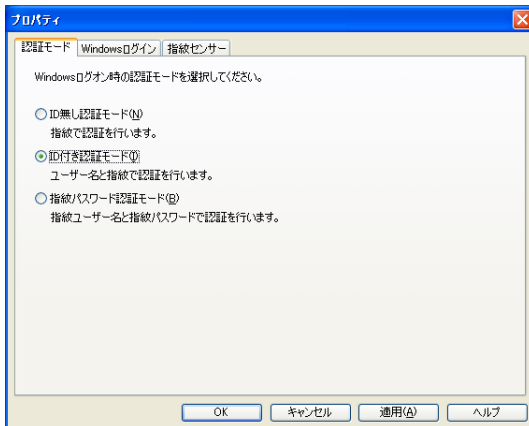 プロパティ
認証モード Windowsログイン 指紋センサー
Windowsログオン時の認証モードを選択してください。
ID無し認証モード(N)
指紋で認証を行います。
ID付き認証モード(I)
ユーザー名と指紋で認証を行います。
指紋パスワード認証モード(B)
指紋ユーザー名と指紋パスワードで認証を行います。
OK キャンセル 適用(A) ヘルプ